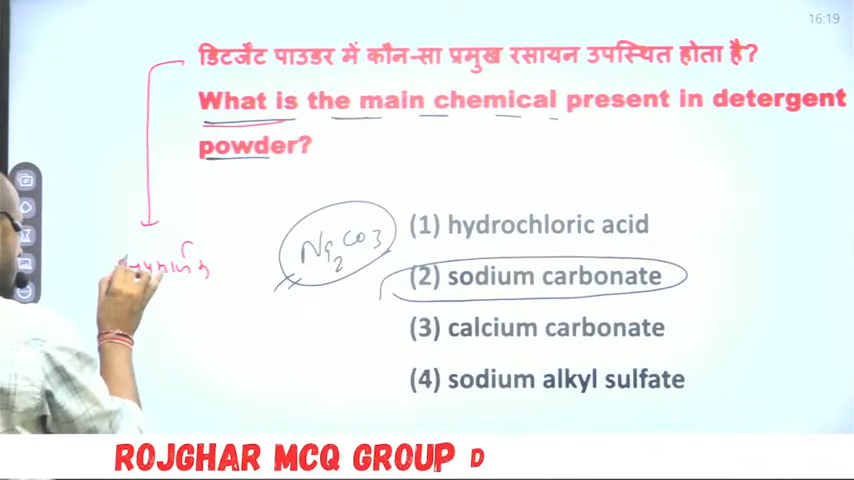 16:19
डिटर्जेंट पाउडर में कौन-सा प्रमुख रसायन उपस्थित होता है?
What is the main chemical present in detergent
powder?
Na2CO3
(1) hydrochloric acid
(2) sodium carbonate
(3) calcium carbonate
(4) sodium alkyl sulfate
ROJGHAR MCQ GROUP D